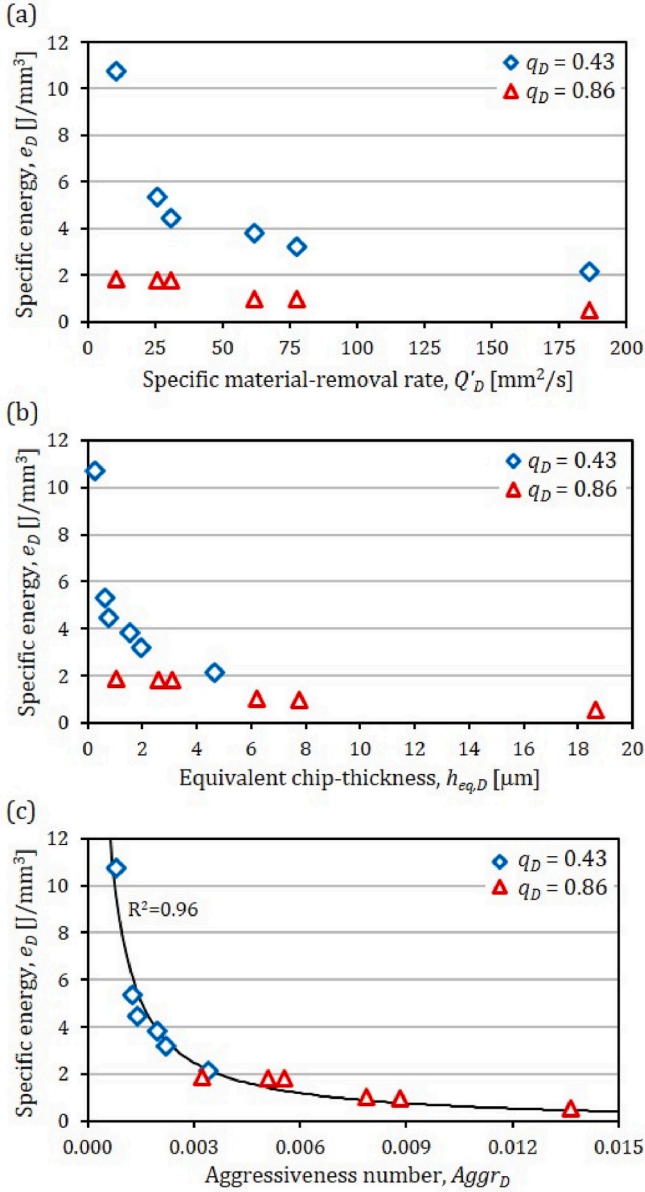 (a)
Specific energy, e_D [J/mm³]
12
10
8
6
4
2
0
q_D = 0.43
q_D = 0.86
0 25 50 75 100 125 150 175 200
Specific material-removal rate, Q'_D [mm²/s]
(b)
Specific energy, e_D [J/mm³]
12
10
8
6
4
2
0
q_D = 0.43
q_D = 0.86
0 2 4 6 8 10 12 14 16 18 20
Equivalent chip-thickness, h_eq,D [μm]
(c)
Specific energy, e_D [J/mm³]
12
10
8
6
4
2
0
q_D = 0.43
q_D = 0.86
R²=0.96
0.000 0.003 0.006 0.009 0.012 0.015
Aggressiveness number, Aggr_D